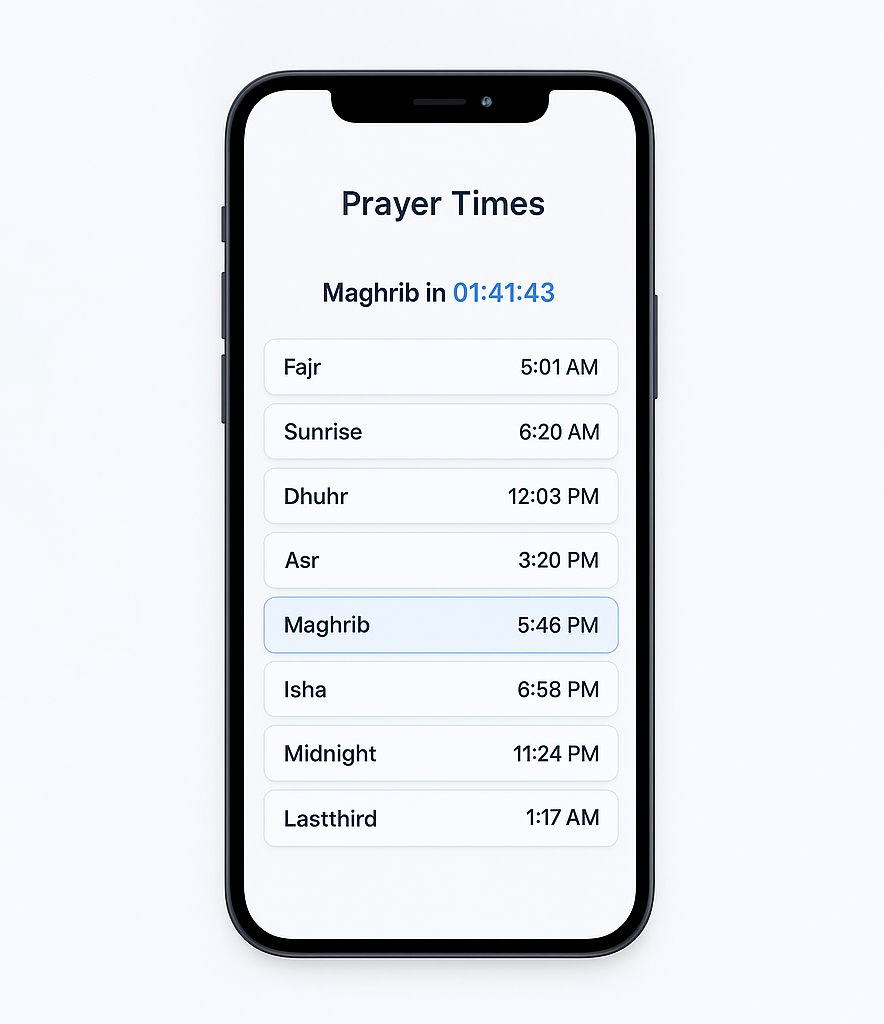 Prayer Times
Maghrib in 01:41:43
Fajr 5:01 AM
Sunrise 6:20 AM
Dhuhr 12:03 PM
Asr 3:20 PM
Maghrib 5:46 PM
Isha 6:58 PM
Midnight 11:24 PM
Lastthird 1:17 AM